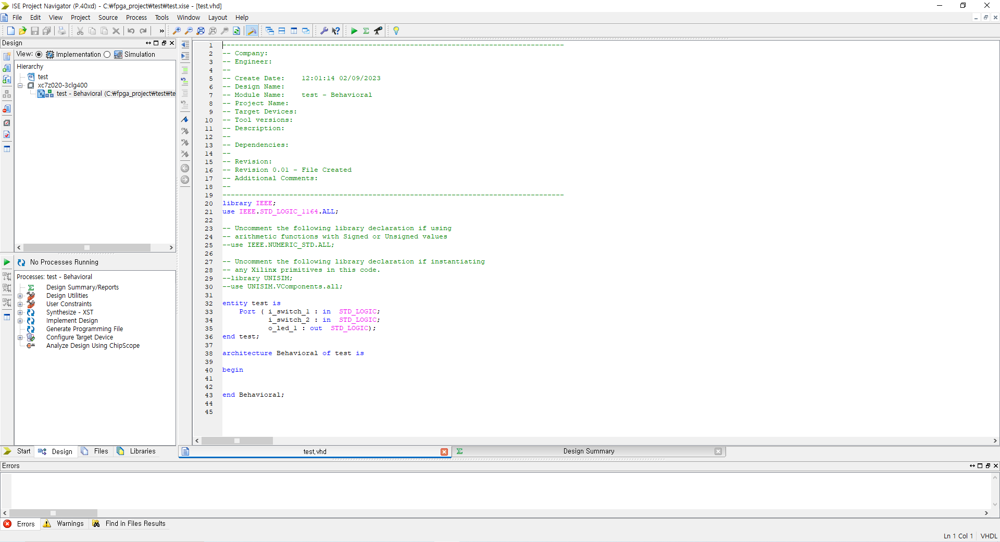 ISE Project Navigator (P.40xd) - C:₩fpga_project₩test₩test.xise - [test.vhd]
File Edit View Project Source Process Tools Window Layout Help
Design
View: Implementation Simulation
Hierarchy
test
xc7z020-3clg400
test - Behavioral (C:₩fpga_project₩test₩te
No Processes Running
Processes: test - Behavioral
Design Summary/Reports
Design Utilities
User Constraints
Synthesize - XST
Implement Design
Generate Programming File
Configure Target Device
Analyze Design Using ChipScope
Start Design Files Libraries
1 ----------------------------------------------------------------------------------
2 -- Company:
3 -- Engineer:
4 --
5 -- Create Date:    12:01:14 02/09/2023
6 -- Design Name:
7 -- Module Name:    test - Behavioral
8 -- Project Name:
9 -- Target Devices:
10 -- Tool versions:
11 -- Description:
12 --
13 -- Dependencies:
14 --
15 -- Revision:
16 -- Revision 0.01 - File Created
17 -- Additional Comments:
18 --
19 ----------------------------------------------------------------------------------
20 library IEEE;
21 use IEEE.STD_LOGIC_1164.ALL;
22
23 -- Uncomment the following library declaration if using
24 -- arithmetic functions with Signed or Unsigned values
25 --use IEEE.NUMERIC_STD.ALL;
26
27 -- Uncomment the following library declaration if instantiating
28 -- any Xilinx primitives in this code.
29 --library UNISIM;
30 --use UNISIM.VComponents.all;
31
32 entity test is
33     Port ( i_switch_1 : in  STD_LOGIC;
34            i_switch_2 : in  STD_LOGIC;
35            o_led_1 : out  STD_LOGIC);
36 end test;
37
38 architecture Behavioral of test is
39
40 begin
41
42
43 end Behavioral;
44
45
test.vhd Design Summary
Errors
Errors Warnings Find in Files Results
Ln 1 Col 1 VHDL